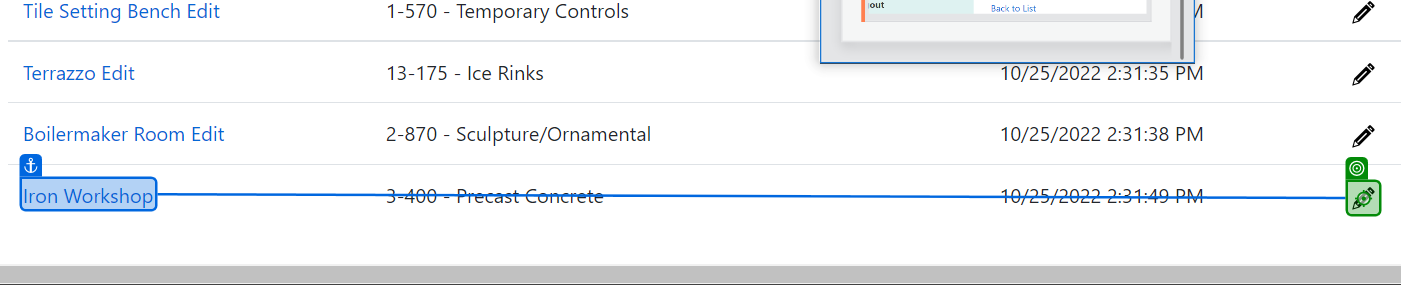 Tile Setting Bench Edit 1-570 - Temporary Controls M
out Back to List
Terrazzo Edit 13-175 - Ice Rinks 10/25/2022 2:31:35 PM
Boilermaker Room Edit 2-870 - Sculpture/Ornamental 10/25/2022 2:31:38 PM
Iron Workshop 3-400 - Precast Concrete 10/25/2022 2:31:49 PM